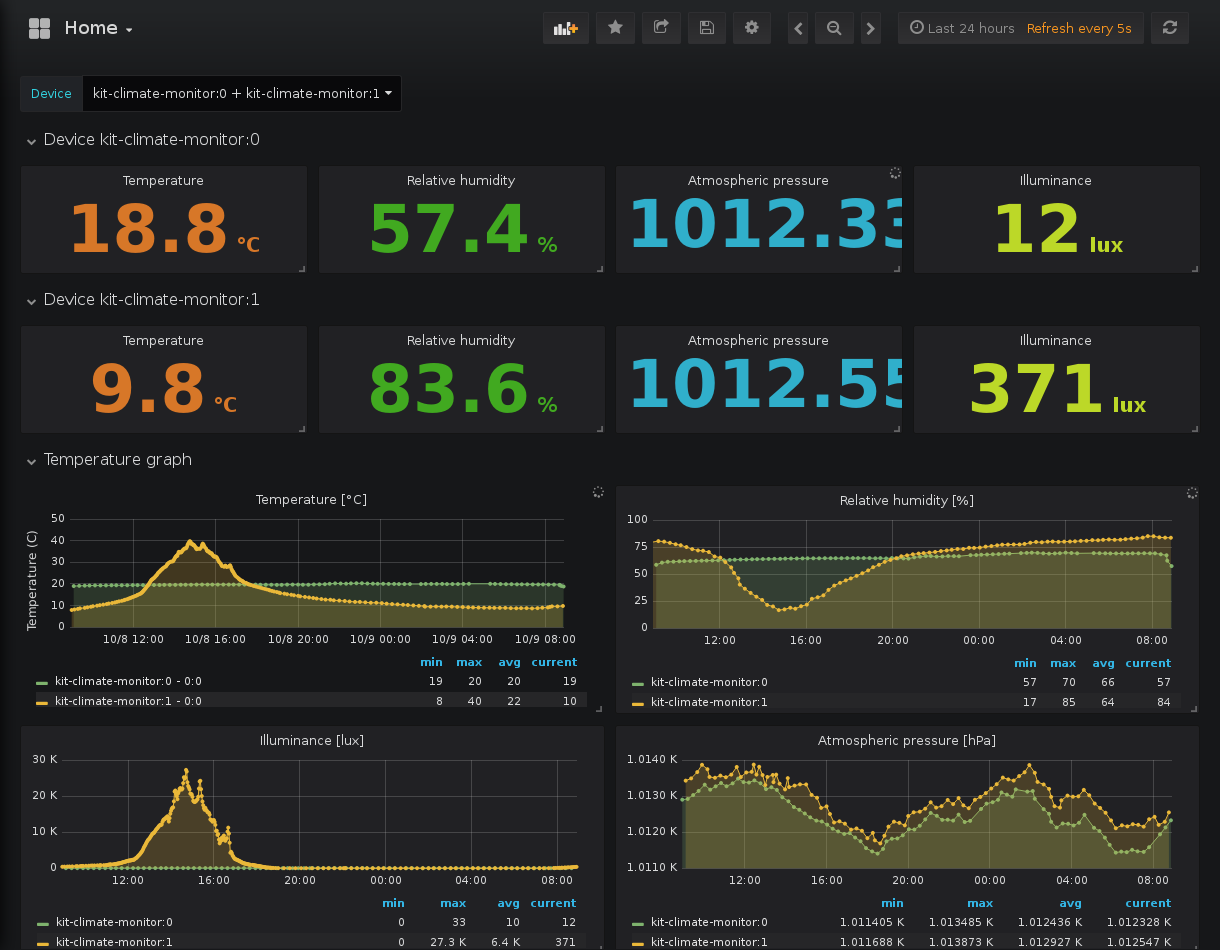 Home
Last 24 hours Refresh every 5s
Device kit-climate-monitor:0 + kit-climate-monitor:1
Device kit-climate-monitor:0
Temperature Relative humidity Atmospheric pressure Illuminance
18.8 °C 57.4 % 1012.33 12 lux
Device kit-climate-monitor:1
Temperature Relative humidity Atmospheric pressure Illuminance
9.8 °C 83.6 % 1012.55 371 lux
Temperature graph
Temperature [°C]
Temperature (C)
50
40
30
20
10
0
10/8 12:00 10/8 16:00 10/8 20:00 10/9 00:00 10/9 04:00 10/9 08:00
min max avg current
kit-climate-monitor:0 - 0:0 19 20 20 19
kit-climate-monitor:1 - 0:0 8 40 22 10
Relative humidity [%]
100
75
50
25
0
12:00 16:00 20:00 00:00 04:00 08:00
min max avg current
kit-climate-monitor:0 57 70 66 57
kit-climate-monitor:1 17 85 64 84
Illuminance [lux]
30 K
20 K
10 K
0
12:00 16:00 20:00 00:00 04:00 08:00
min max avg current
kit-climate-monitor:0 0 33 10 12
kit-climate-monitor:1 0 27.3 K 6.4 K 371
Atmospheric pressure [hPa]
1.0140 K
1.0130 K
1.0120 K
1.0110 K
12:00 16:00 20:00 00:00 04:00 08:00
min max avg current
kit-climate-monitor:0 1.011405 K 1.013485 K 1.012436 K 1.012328 K
kit-climate-monitor:1 1.011688 K 1.013873 K 1.012927 K 1.012547 K